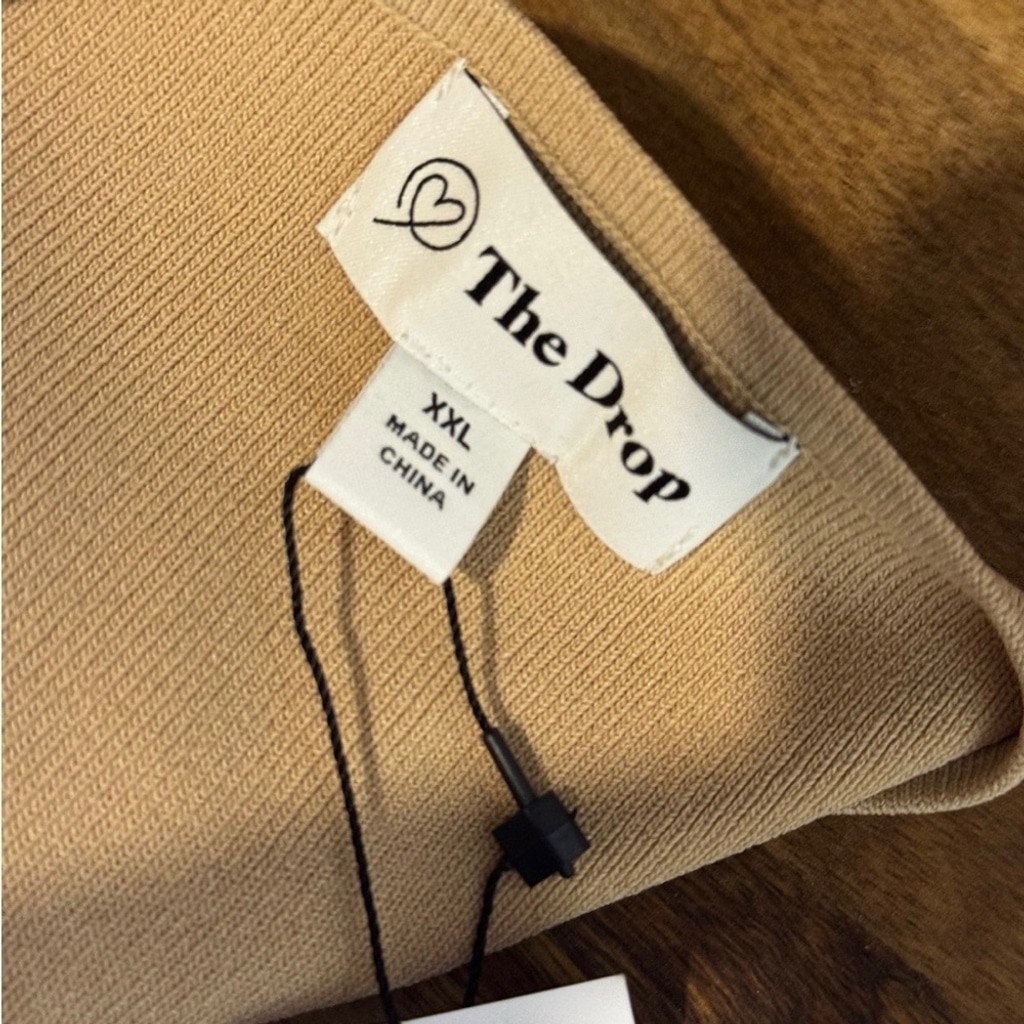 The Drop
XXL
MADE IN
CHINA